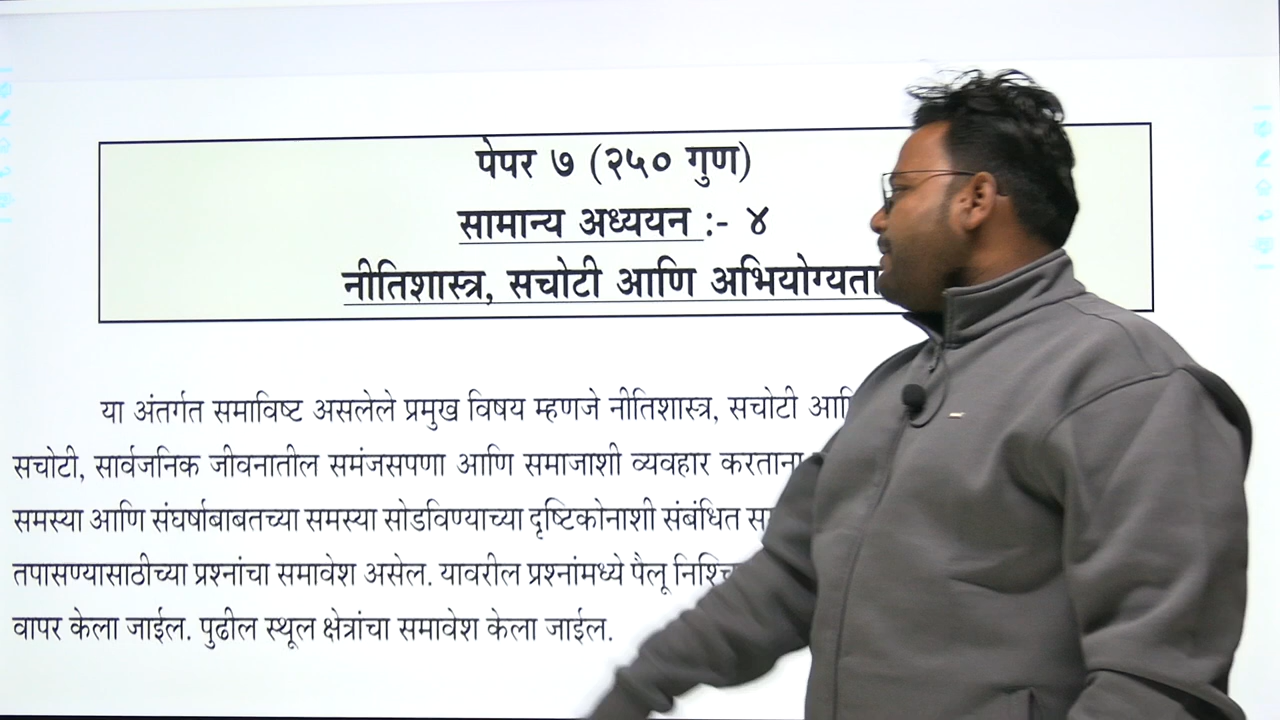 पेपर ७ (२५० गुण)
सामान्य अध्ययन :- ४
नीतिशास्त्र, सचोटी आणि अभियोग्यता
या अंतर्गत समाविष्ट असलेले प्रमुख विषय म्हणजे नीतिशास्त्र, सचोटी
सचोटी, सार्वजनिक जीवनातील समंजसपणा आणि समाजाशी व्यवहार करताना
समस्या आणि संघर्षाबाबतच्या समस्या सोडविण्याच्या दृष्टिकोनाशी संबंधित
तपासण्यासाठीच्या प्रश्नांचा समावेश असेल. यावरील प्रश्नांमध्ये पैलू
वापर केला जाईल. पुढील स्थूल क्षेत्रांचा समावेश केला जाईल.